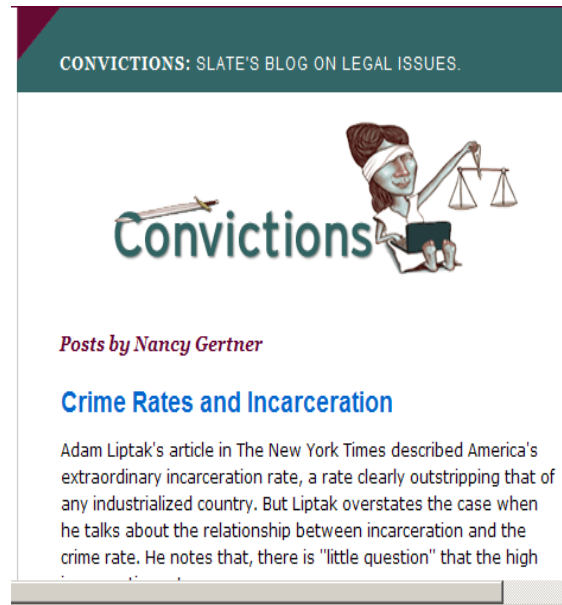 CONVICTIONS: SLATE'S BLOG ON LEGAL ISSUES.
Convictions
Posts by Nancy Gertner
Crime Rates and Incarceration
Adam Liptak's article in The New York Times described America's
extraordinary incarceration rate, a rate clearly outstripping that of
any industrialized country. But Liptak overstates the case when
he talks about the relationship between incarceration and the
crime rate. He notes that, there is "little question" that the high